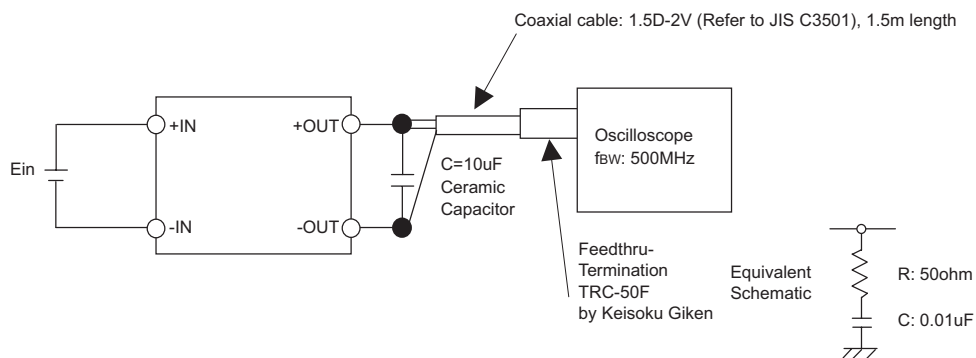 Coaxial cable: 1.5D-2V (Refer to JIS C3501), 1.5m length
+IN
+OUT
Oscilloscope
fBW: 500MHz
Ein
C=10uF
Ceramic
Capacitor
-IN
-OUT
Feedthru-
Termination
TRC-50F
by Keisoku Giken
Equivalent
Schematic
R: 50ohm
C: 0.01uF